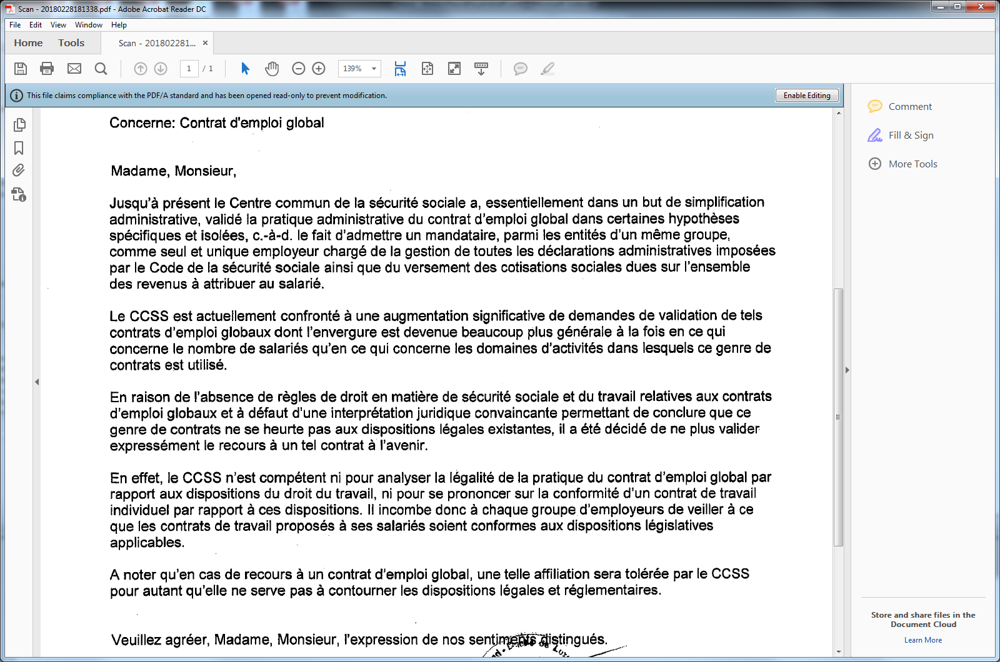 Scan - 20180228181338.pdf - Adobe Acrobat Reader DC
File Edit View Window Help
Home Tools Scan - 201802281... ×
1 / 1 139%
This file claims compliance with the PDF/A standard and has been opened read-only to prevent modification.
Enable Editing
Concerne: Contrat d'emploi global
Madame, Monsieur,
Jusqu'à présent le Centre commun de la sécurité sociale a, essentiellement dans un but de simplification
administrative, validé la pratique administrative du contrat d'emploi global dans certaines hypothèses
spécifiques et isolées, c.-à-d. le fait d'admettre un mandataire, parmi les entités d'un même groupe,
comme seul et unique employeur chargé de la gestion de toutes les déclarations administratives imposées
par le Code de la sécurité sociale ainsi que du versement des cotisations sociales dues sur l'ensemble
des revenus à attribuer au salarié.
Le CCSS est actuellement confronté à une augmentation significative de demandes de validation de tels
contrats d'emploi globaux dont l'envergure est devenue beaucoup plus générale à la fois en ce qui
concerne le nombre de salariés qu'en ce qui concerne les domaines d'activités dans lesquels ce genre de
contrats est utilisé.
En raison de l'absence de règles de droit en matière de sécurité sociale et du travail relatives aux contrats
d'emploi globaux et à défaut d'une interprétation juridique convaincante permettant de conclure que ce
genre de contrats ne se heurte pas aux dispositions légales existantes, il a été décidé de ne plus valider
expressément le recours à un tel contrat à l'avenir.
En effet, le CCSS n'est compétent ni pour analyser la légalité de la pratique du contrat d'emploi global par
rapport aux dispositions du droit du travail, ni pour se prononcer sur la conformité d'un contrat de travail
individuel par rapport à ces dispositions. Il incombe donc à chaque groupe d'employeurs de veiller à ce
que les contrats de travail proposés à ses salariés soient conformes aux dispositions législatives
applicables.
A noter qu'en cas de recours à un contrat d'emploi global, une telle affiliation sera tolérée par le CCSS
pour autant qu'elle ne serve pas à contourner les dispositions légales et réglementaires.
Veuillez agréer, Madame, Monsieur, l'expression de nos sentiments distingués.
Comment
Fill & Sign
More Tools
Store and share files in the
Document Cloud
Learn More